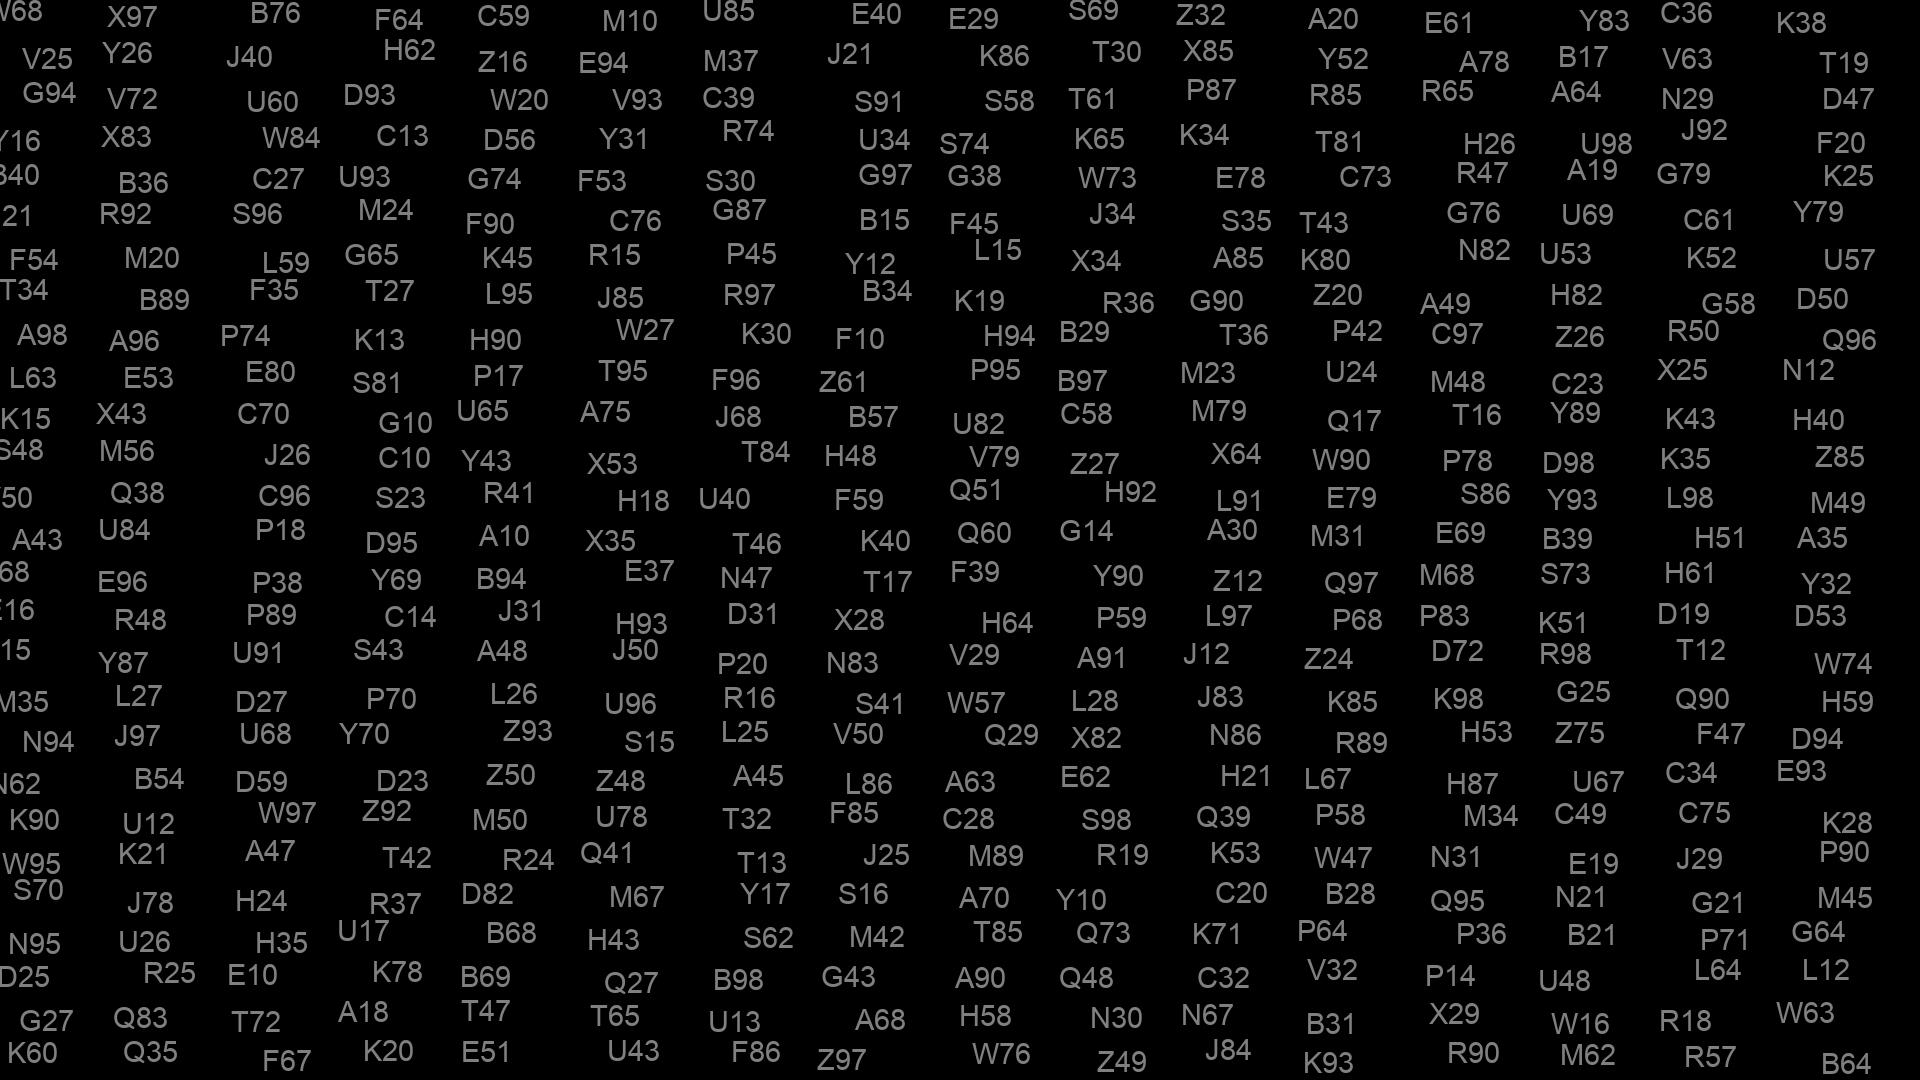 X97 B76 F64 C59 M10 U85 E40 E29 S69 Z32 A20 E61 Y83 C36 K38
V25 Y26 J40 H62 Z16 E94 M37 J21 K86 T30 X85 Y52 A78 B17 V63 T19
G94 V72 U60 D93 W20 V93 C39 S91 S58 T61 P87 R85 R65 A64 N29 D47
Y16 X83 W84 C13 D56 Y31 R74 U34 S74 K65 K34 T81 H26 U98 J92 F20
B40 B36 C27 U93 G74 F53 S30 G97 G38 W73 E78 C73 R47 A19 G79 K25
21 R92 S96 M24 F90 C76 G87 B15 F45 J34 S35 T43 G76 U69 C61 Y79
F54 M20 L59 G65 K45 R15 P45 Y12 L15 X34 A85 K80 N82 U53 K52 U57
T34 B89 F35 T27 L95 J85 R97 B34 K19 R36 G90 Z20 A49 H82 G58 D50
A98 A96 P74 K13 H90 W27 K30 F10 H94 B29 T36 P42 C97 Z26 R50 Q96
L63 E53 E80 S81 P17 T95 F96 Z61 P95 B97 M23 U24 M48 C23 X25 N12
K15 X43 C70 G10 U65 A75 J68 B57 U82 C58 M79 Q17 T16 Y89 K43 H40
S48 M56 J26 C10 Y43 X53 T84 H48 V79 Z27 X64 W90 P78 D98 K35 Z85
50 Q38 C96 S23 R41 H18 U40 F59 Q51 H92 L91 E79 S86 Y93 L98 M49
A43 U84 P18 D95 A10 X35 T46 K40 Q60 G14 A30 M31 E69 B39 H51 A35
68 E96 P38 Y69 B94 E37 N47 T17 F39 Y90 Z12 Q97 M68 S73 H61 Y32
16 R48 P89 C14 J31 H93 D31 X28 H64 P59 L97 P68 P83 K51 D19 D53
15 Y87 U91 S43 A48 J50 P20 N83 V29 A91 J12 Z24 D72 R98 T12 W74
M35 L27 D27 P70 L26 U96 R16 S41 W57 L28 J83 K85 K98 G25 Q90 H59
N94 J97 U68 Y70 Z93 S15 L25 V50 Q29 X82 N86 R89 H53 Z75 F47 D94
N62 B54 D59 D23 Z50 Z48 A45 L86 A63 E62 H21 L67 H87 U67 C34 E93
K90 U12 W97 Z92 M50 U78 T32 F85 C28 S98 Q39 P58 M34 C49 C75 K28
W95 K21 A47 T42 R24 Q41 T13 J25 M89 R19 K53 W47 N31 E19 J29 P90
S70 J78 H24 R37 D82 M67 Y17 S16 A70 Y10 C20 B28 Q95 N21 G21 M45
N95 U26 H35 U17 B68 H43 S62 M42 T85 Q73 K71 P64 P36 B21 P71 G64
D25 R25 E10 K78 B69 Q27 B98 G43 A90 Q48 C32 V32 P14 U48 L64 L12
G27 Q83 T72 A18 T47 T65 U13 A68 H58 N30 N67 B31 X29 W16 R18 W63
K60 Q35 F67 K20 E51 U43 F86 Z97 W76 Z49 J84 K93 R90 M62 R57 B64